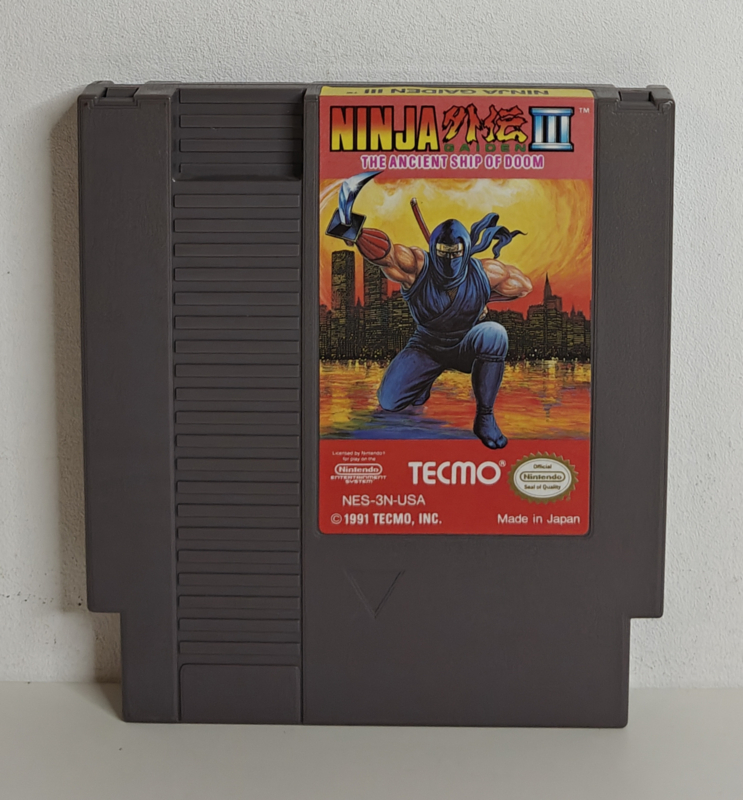 NINJA GAIDEN III ™
NINJA 外伝 III ™
GAIDEN
THE ANCIENT SHIP OF DOOM
Licensed by Nintendo®
for play on the
Nintendo
ENTERTAINMENT
SYSTEM®
TECMO®
Official
Nintendo
Seal of Quality
NES-3N-USA
© 1991 TECMO, INC.
Made in Japan